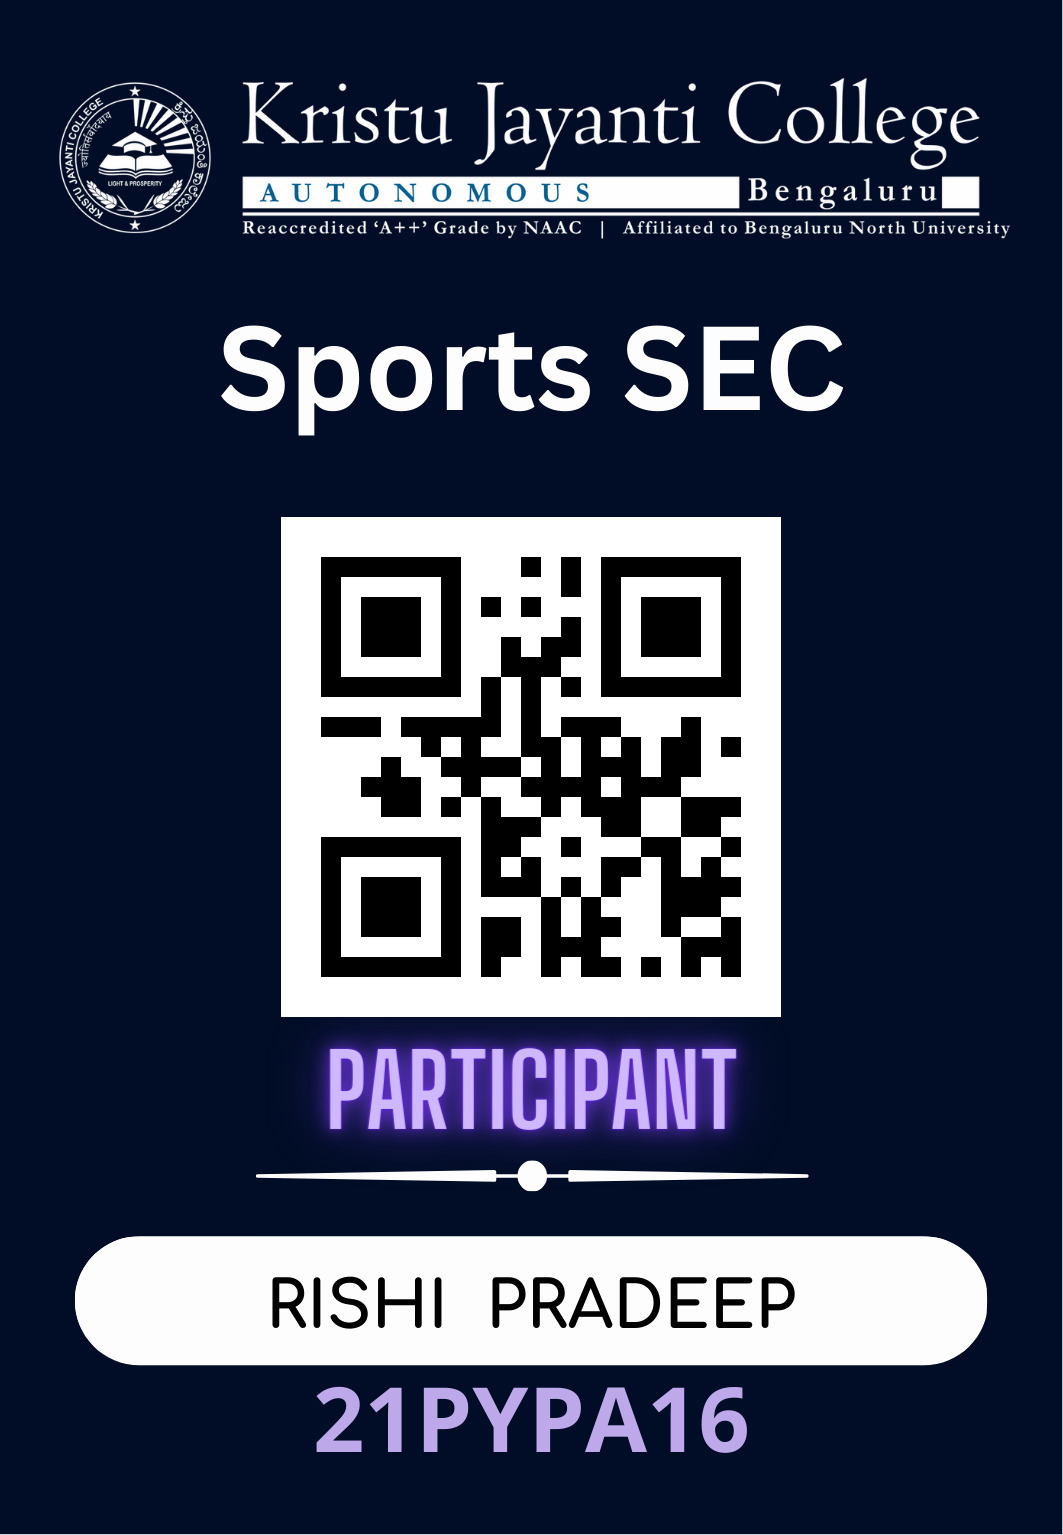 Kristu Jayanti College
AUTONOMOUS Bengaluru
Reaccredited ‘A++’ Grade by NAAC | Affiliated to Bengaluru North University
KRISTU JAYANTI COLLEGE
LIGHT & PROSPERITY
Sports SEC
PARTICIPANT
RISHI PRADEEP
21PYPA16